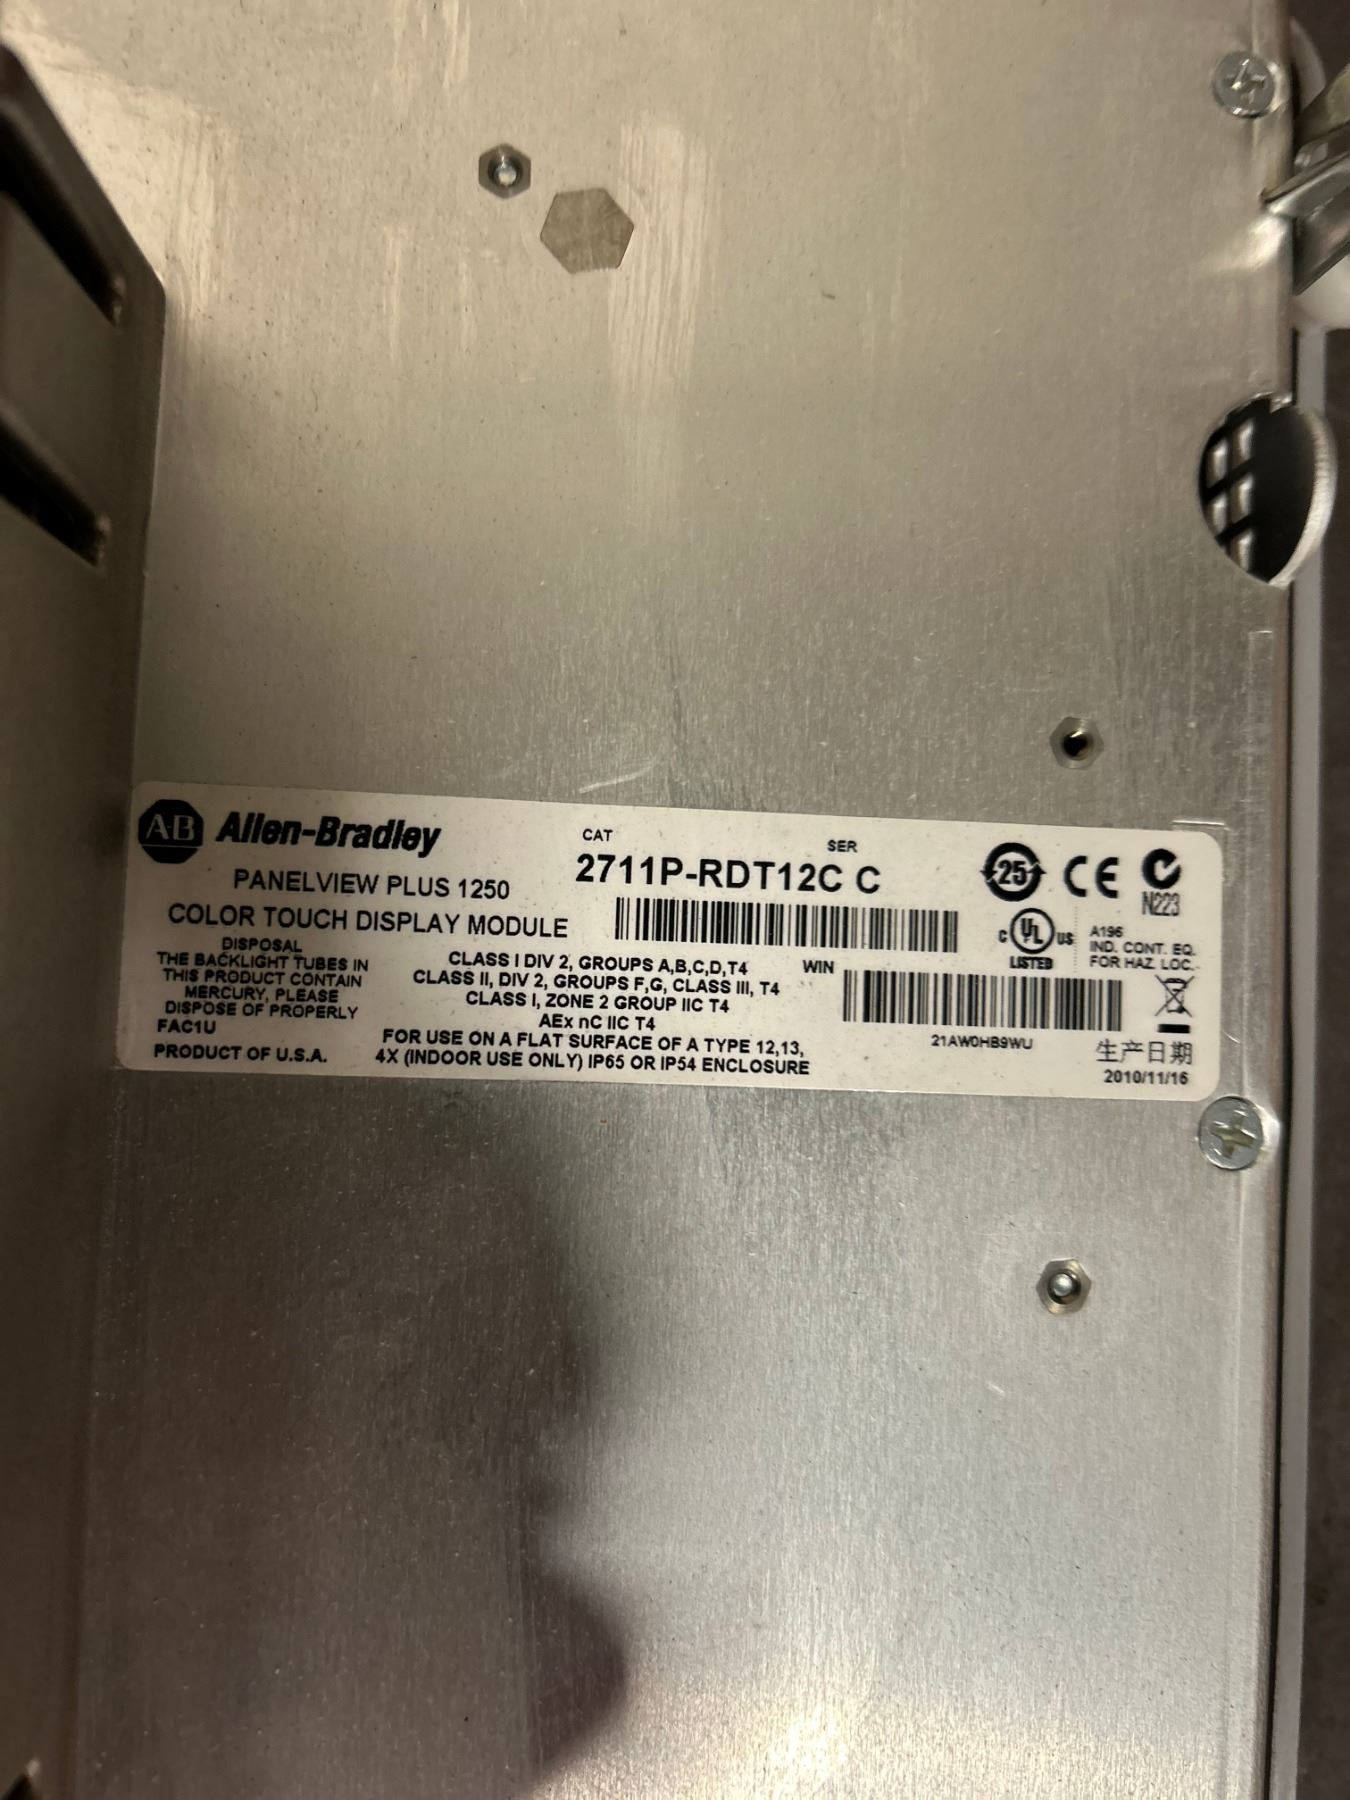 AB Allen-Bradley
PANELVIEW PLUS 1250
COLOR TOUCH DISPLAY MODULE
DISPOSAL
THE BACKLIGHT TUBES IN
THIS PRODUCT CONTAIN
MERCURY, PLEASE
DISPOSE OF PROPERLY
FAC1U
PRODUCT OF U.S.A.
CAT
SER
2711P-RDT12C C
CLASS I DIV 2, GROUPS A,B,C,D,T4
CLASS II, DIV 2, GROUPS F,G, CLASS III, T4
CLASS I, ZONE 2 GROUP IIC T4
AEx nC IIC T4
FOR USE ON A FLAT SURFACE OF A TYPE 12,13,
4X (INDOOR USE ONLY) IP65 OR IP54 ENCLOSURE
WIN
21AW0HB9WU
25
CE
N223
C UL US
LISTED
A196
IND. CONT. EQ.
FOR HAZ. LOC.
生产日期
2010/11/16